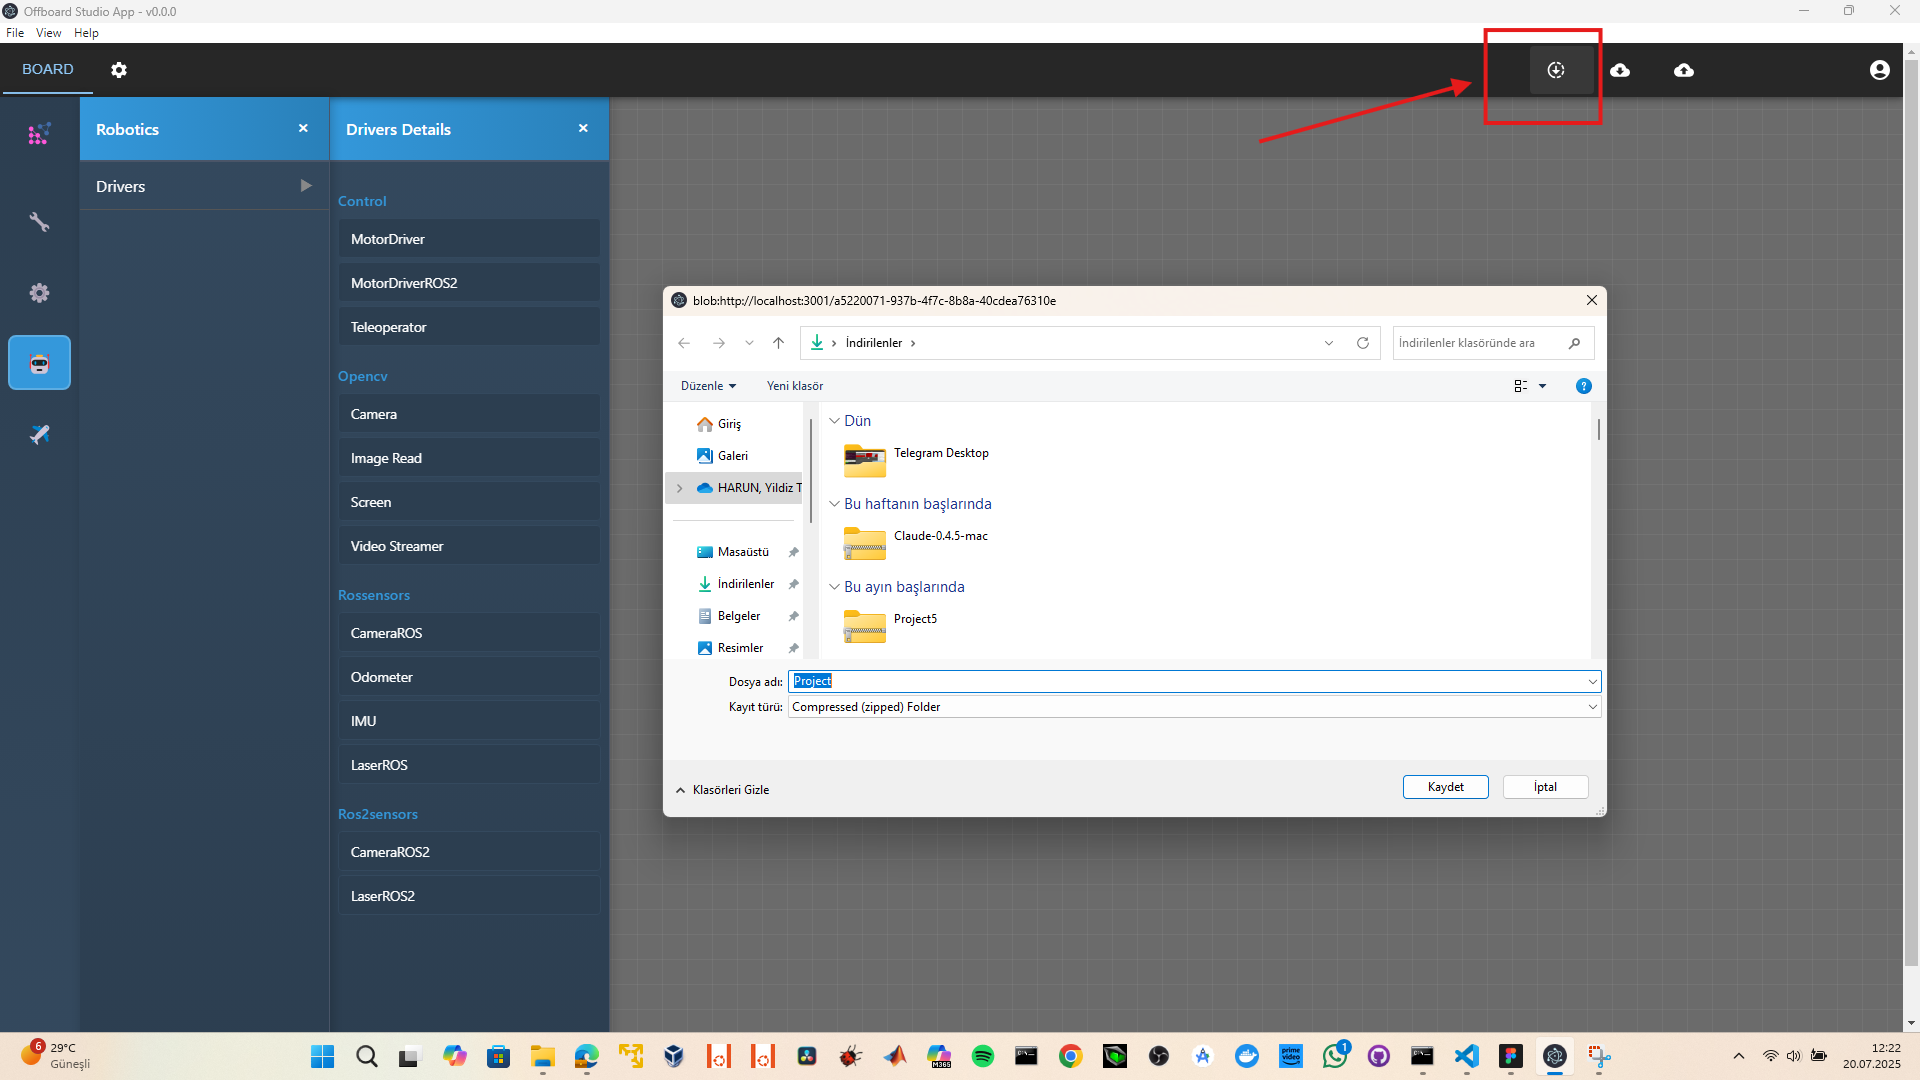 Offboard Studio App - v0.0.0
File View Help
BOARD
Robotics ×
Drivers Details ×
Drivers
Control
MotorDriver
MotorDriverROS2
Teleoperator
Opencv
Camera
Image Read
Screen
Video Streamer
Rossensors
CameraROS
Odometer
IMU
LaserROS
Ros2sensors
CameraROS2
LaserROS2
blob:http://localhost:3001/a5220071-937b-4f7c-8b8a-40cdea76310e
İndirilenler
İndirilenler klasöründe ara
Düzenle Yeni klasör
Giriş
Galeri
HARUN, Yildiz T
Masaüstü
İndirilenler
Belgeler
Resimler
Dün
Telegram Desktop
Bu haftanın başlarında
Claude-0.4.5-mac
Bu ayın başlarında
Project5
Dosya adı: Project
Kayıt türü: Compressed (zipped) Folder
Klasörleri Gizle
Kaydet İptal
6
29°C
Güneşli
M365
prime video
1
12:22
20.07.2025